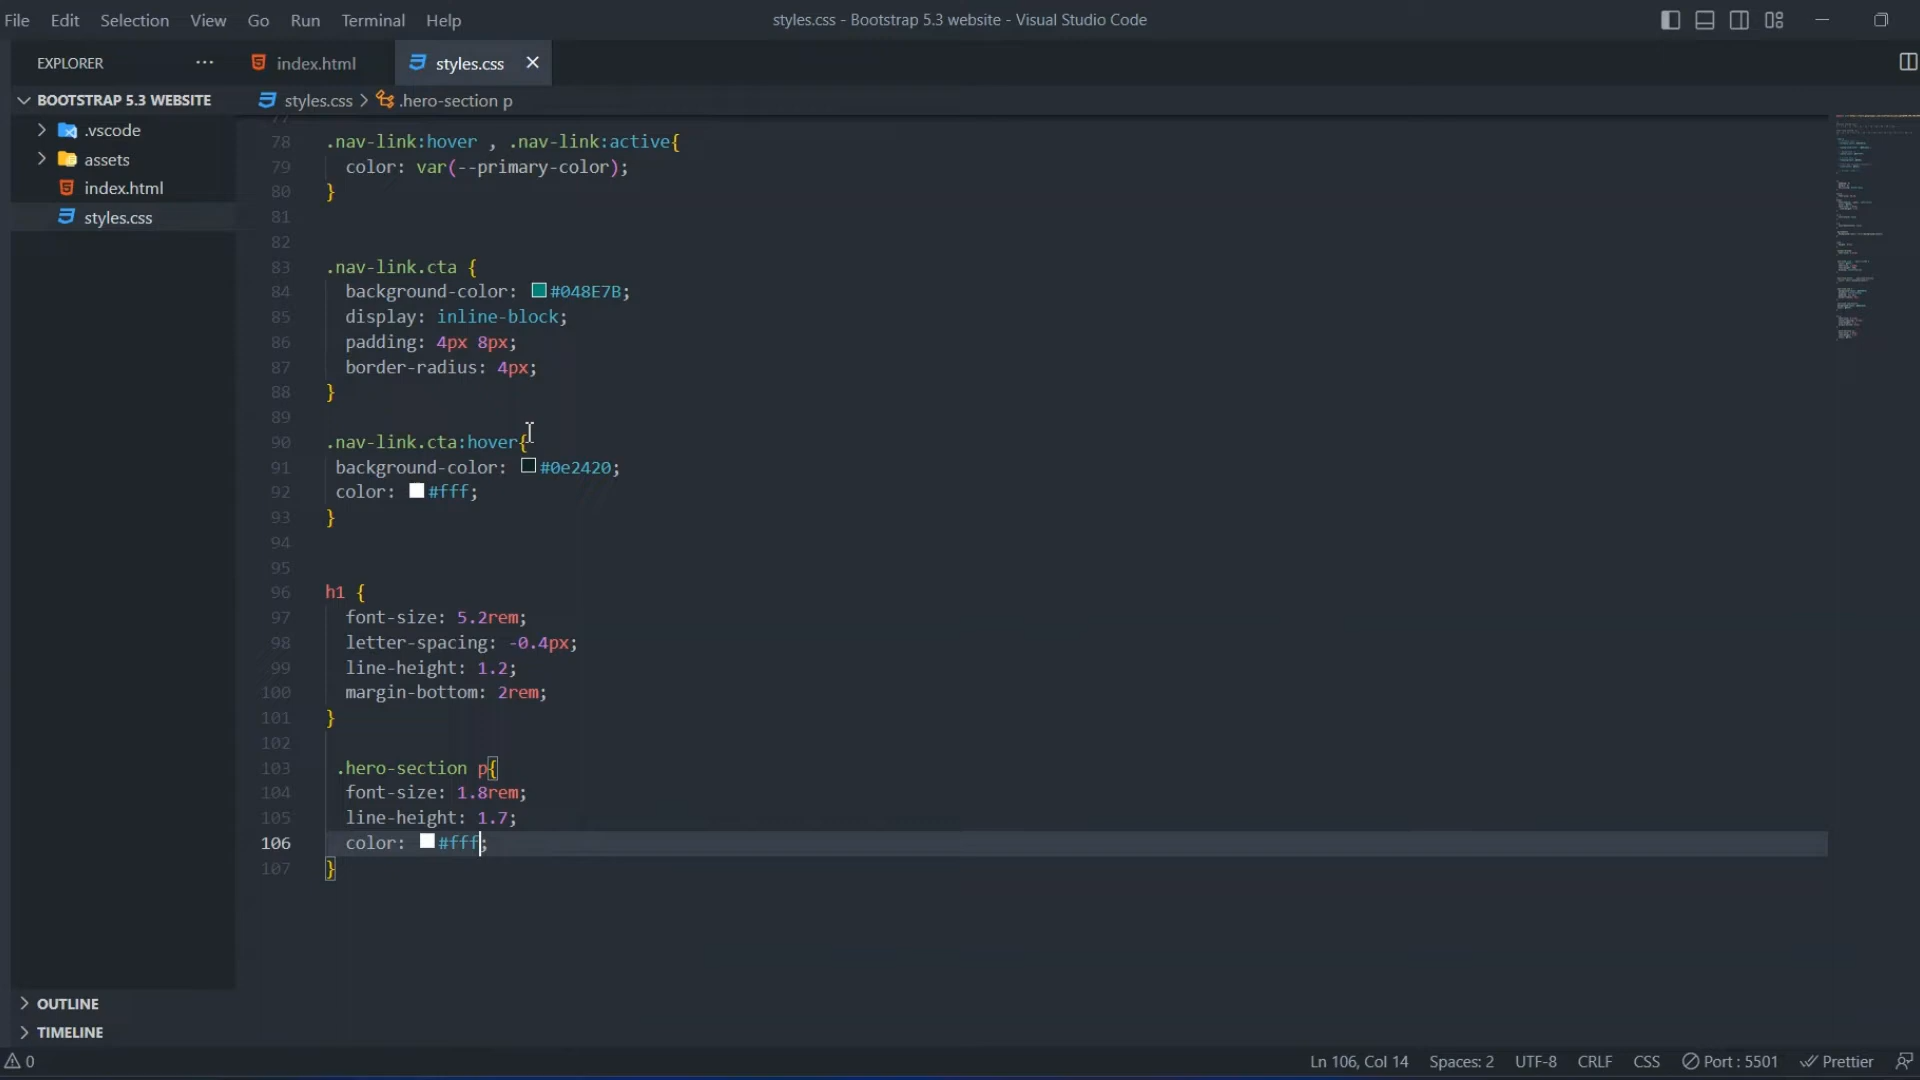 File Edit Selection View Go Run Terminal Help
styles.css - Bootstrap 5.3 website - Visual Studio Code
EXPLORER ···
index.html
styles.css
BOOTSTRAP 5.3 WEBSITE
styles.css > .hero-section p
.vscode
assets
index.html
styles.css
77
78 .nav-link:hover , .nav-link:active{
79 color: var(--primary-color);
80 }
81
82
83 .nav-link.cta {
84 background-color: #048E7B;
85 display: inline-block;
86 padding: 4px 8px;
87 border-radius: 4px;
88 }
89
90 .nav-link.cta:hover{
91 background-color: #0e2420;
92 color: #fff;
93 }
94
95
96 h1 {
97 font-size: 5.2rem;
98 letter-spacing: -0.4px;
99 line-height: 1.2;
100 margin-bottom: 2rem;
101 }
102
103 .hero-section p{
104 font-size: 1.8rem;
105 line-height: 1.7;
106 color: #fff;
107 }
OUTLINE
TIMELINE
0
Ln 106, Col 14 Spaces: 2 UTF-8 CRLF CSS Port : 5501 Prettier